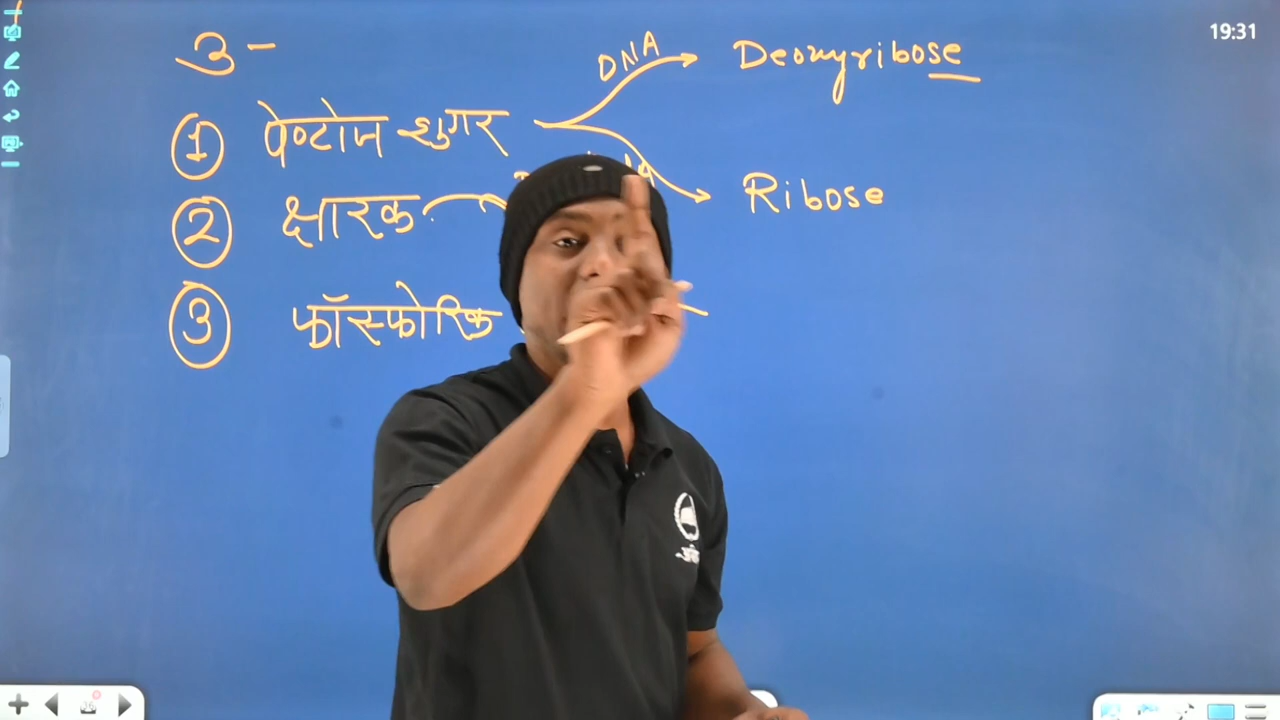 19:31
3-
DNA
Deoxyribose
① पेण्टोज शुगर
Ribose
② क्षारक
③ फॉस्फोरिक